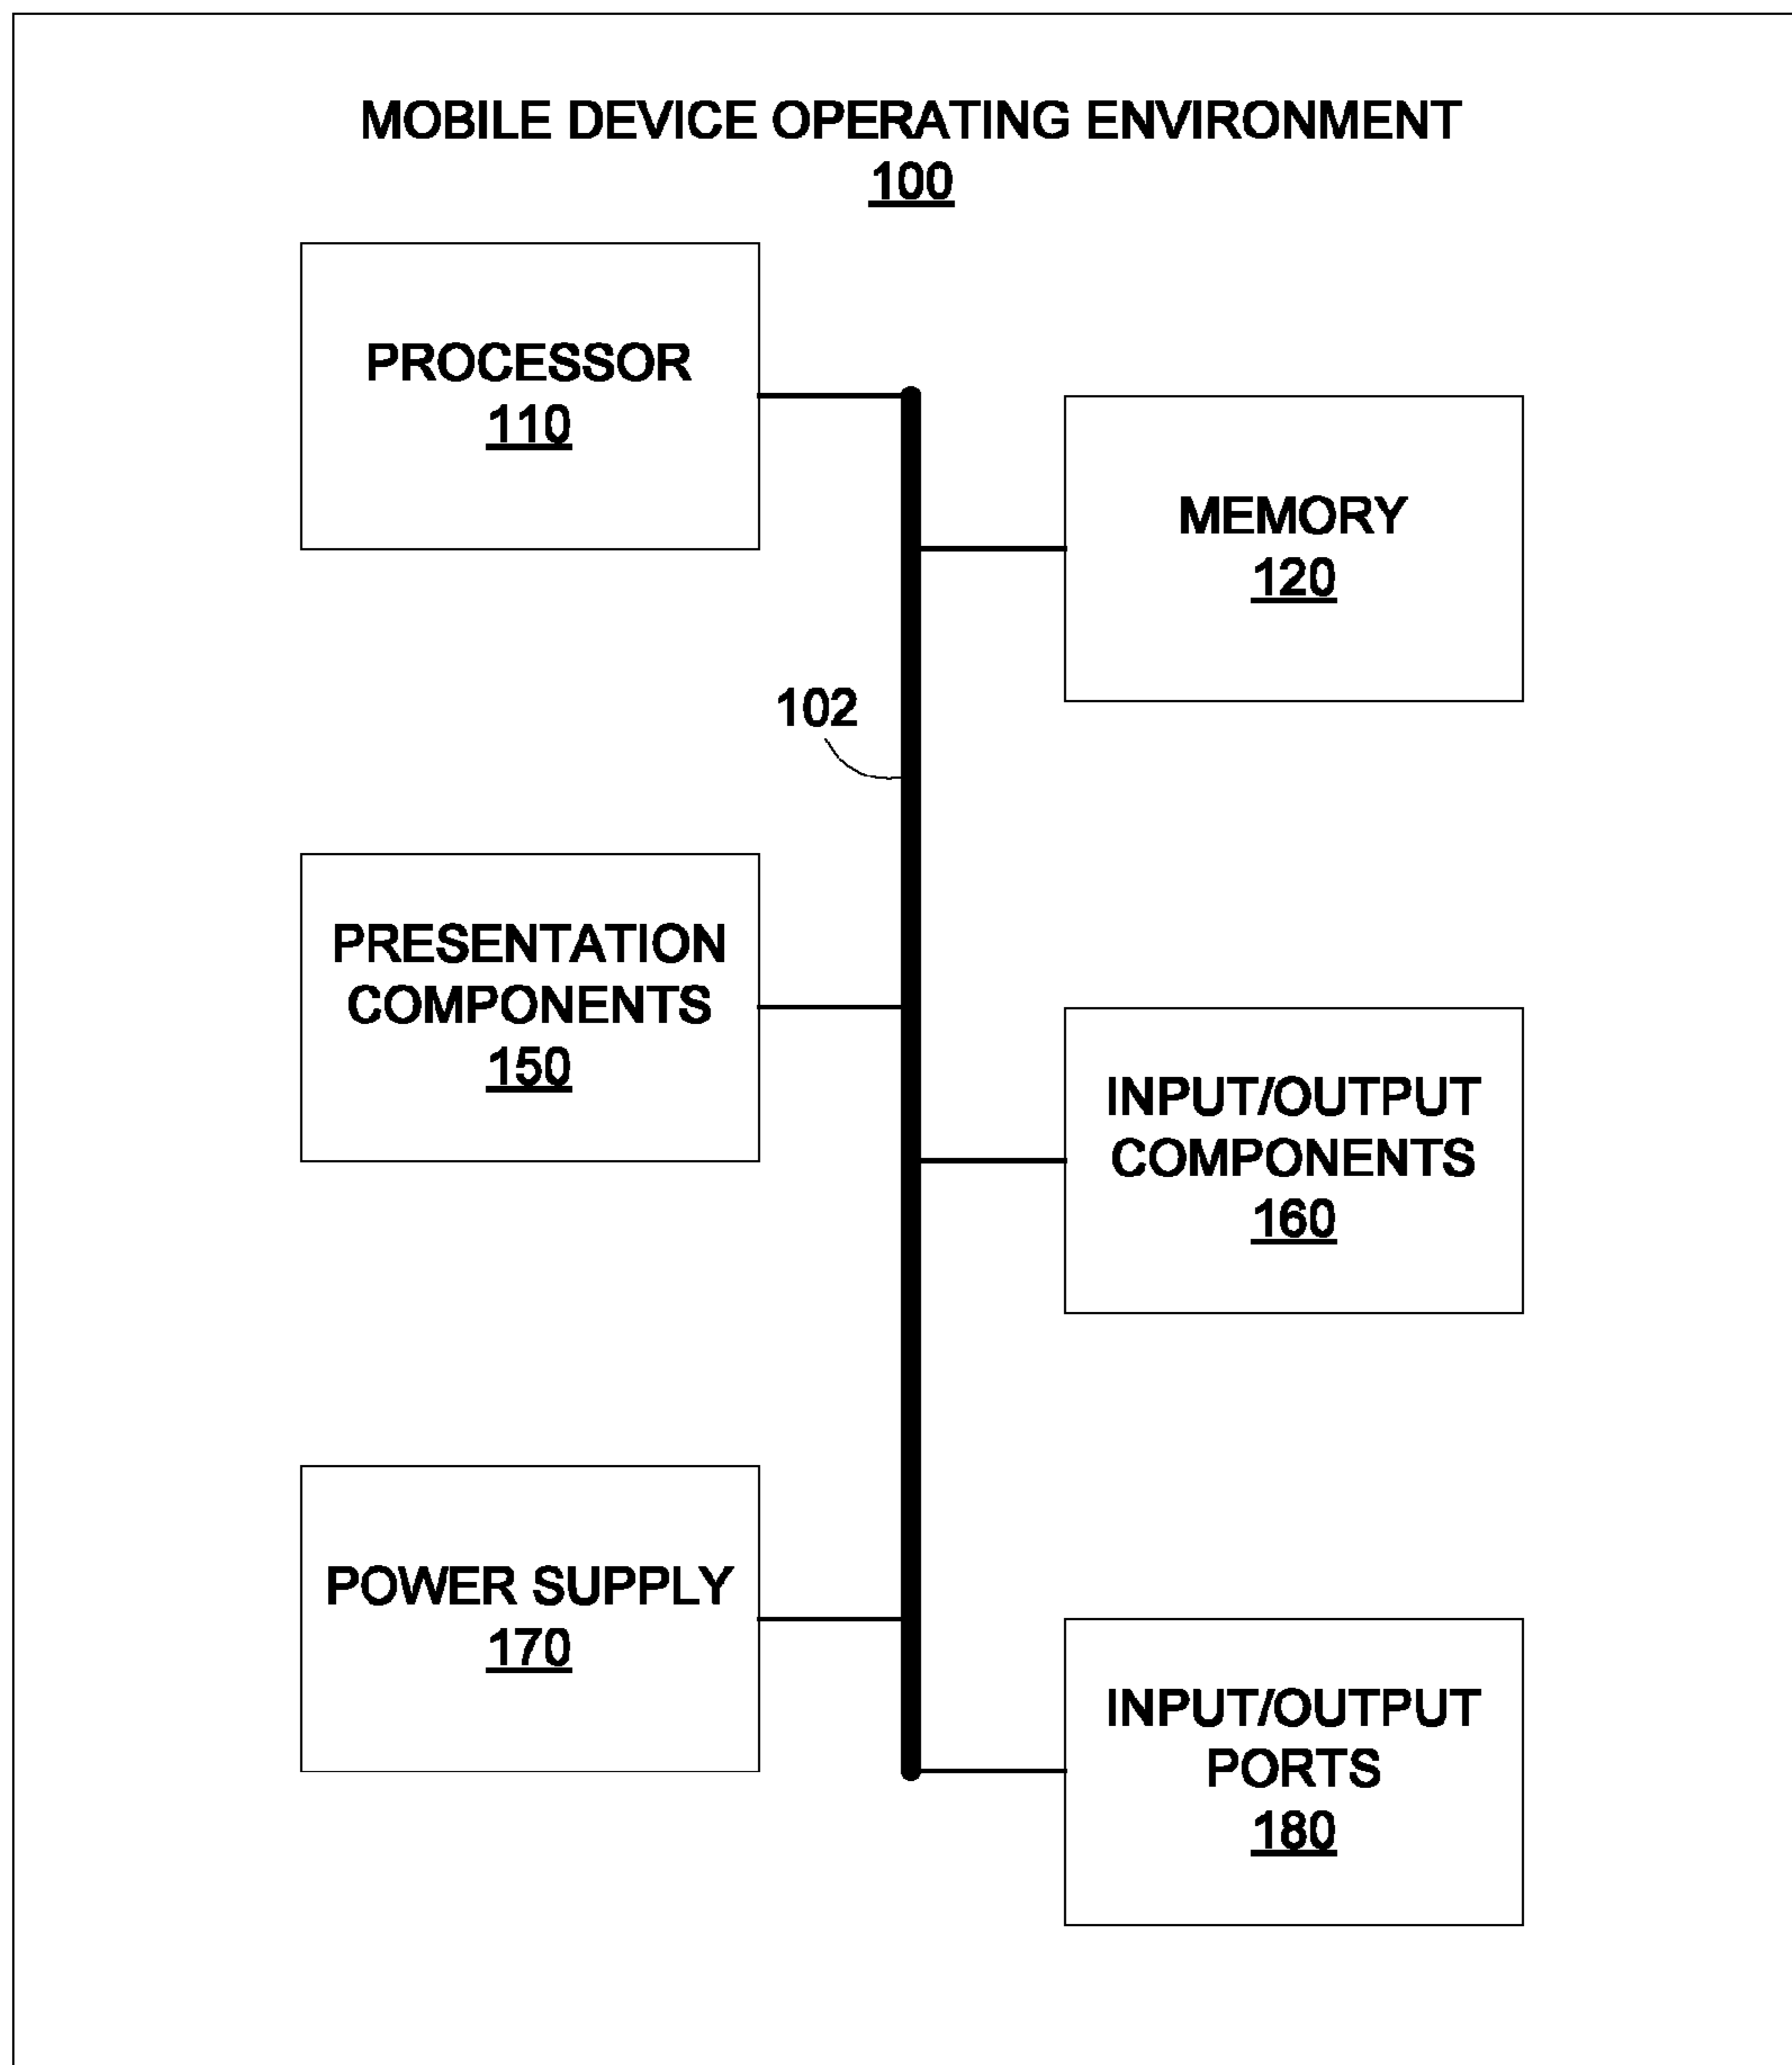 MOBILE DEVICE OPERATING ENVIRONMENT
100
PROCESSOR
110
MEMORY
120
102
PRESENTATION
COMPONENTS
150
INPUT/OUTPUT
COMPONENTS
160
POWER SUPPLY
170
INPUT/OUTPUT
PORTS
180